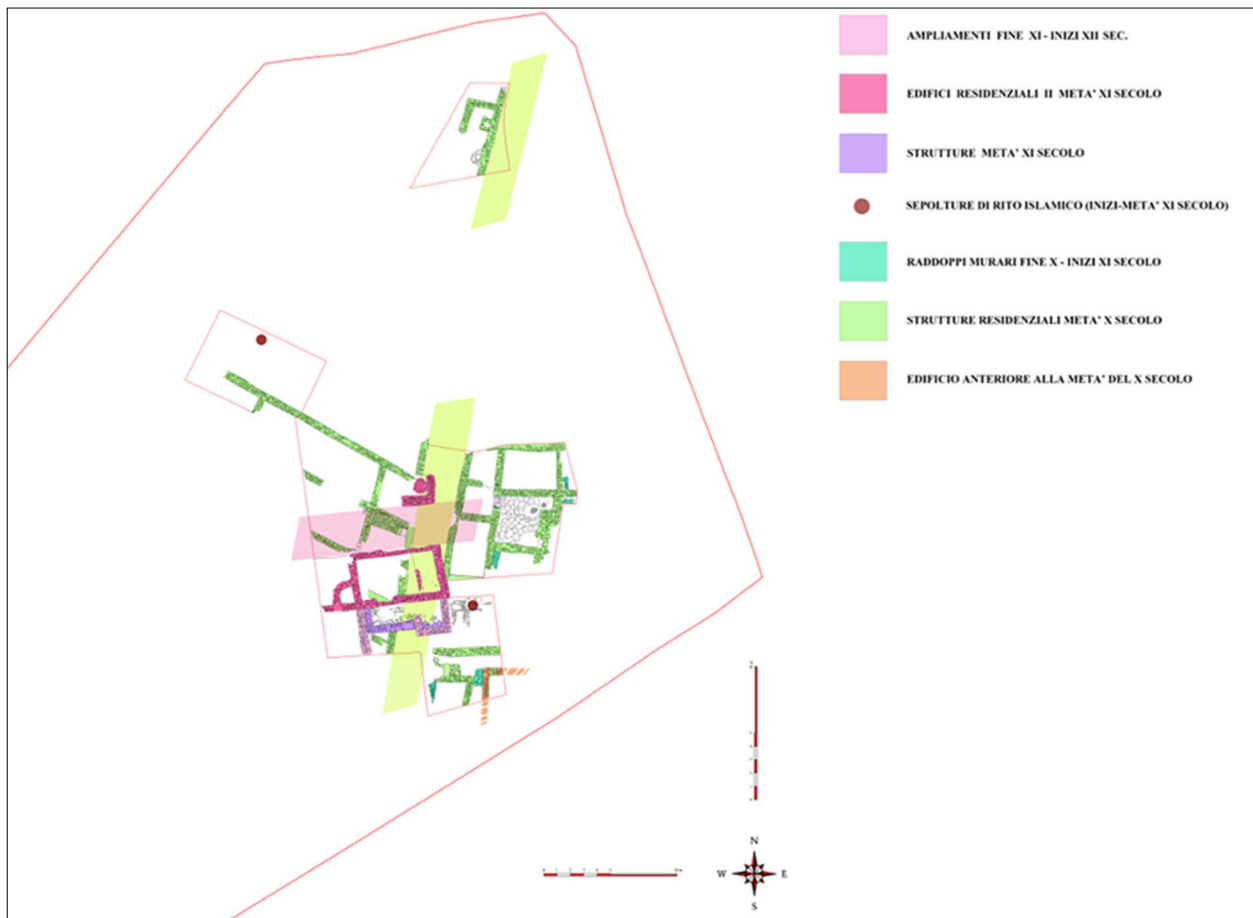 AMPLIAMENTI FINE XI - INIZI XII SEC.
EDIFICI RESIDENZIALI II META' XI SECOLO
STRUTTURE META' XI SECOLO
SEPOLTURE DI RITO ISLAMICO (INIZI-META' XI SECOLO)
RADDOPPI MURARI FINE X - INIZI XI SECOLO
STRUTTURE RESIDENZIALI META' X SECOLO
EDIFICIO ANTERIORE ALLA META' DEL X SECOLO
N
W E
S